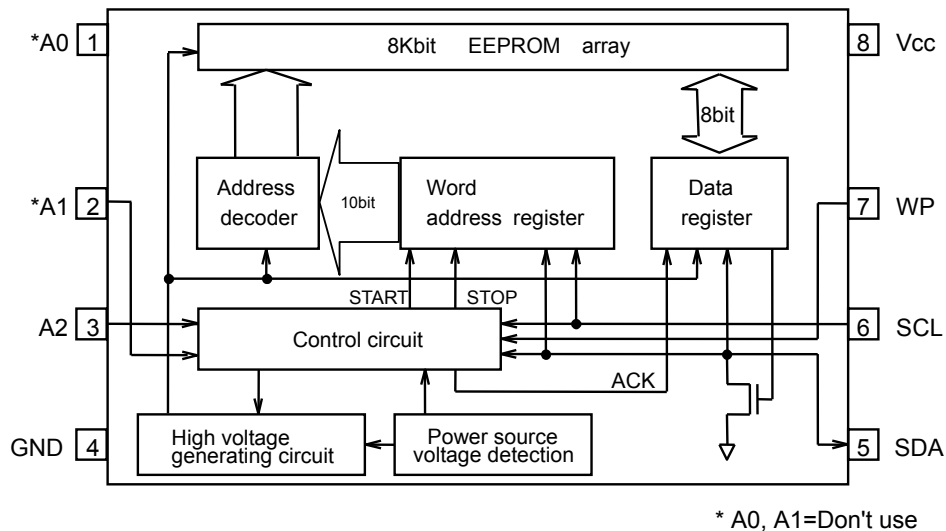 *A0 1
8Kbit EEPROM array
8 Vcc
8bit
*A1 2
Address
decoder
10bit
Word
address register
Data
register
7 WP
START
STOP
A2 3
Control circuit
6 SCL
ACK
GND 4
High voltage
generating circuit
Power source
voltage detection
5 SDA
* A0, A1=Don't use